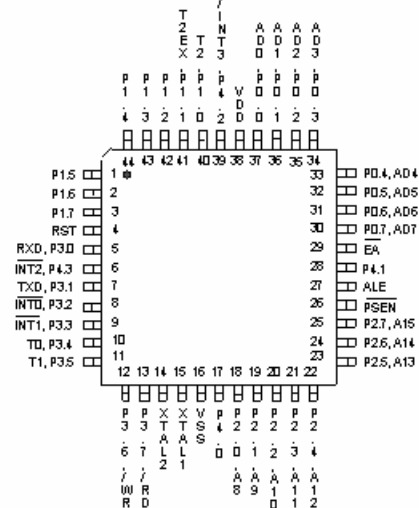 P1.4
P1.3
P1.2
T2EX, P1.1
T2, P1.0
/INT3, P4.2
VDD
AD0, P0.0
AD1, P0.1
AD2, P0.2
AD3, P0.3
44 43 42 41 40 39 38 37 36 35 34
P1.5 1
P1.6 2
P1.7 3
RST 4
RXD, P3.0 5
INT2, P4.3 6
TXD, P3.1 7
INT0, P3.2 8
INT1, P3.3 9
T0, P3.4 10
T1, P3.5 11
33 P0.4, AD4
32 P0.5, AD5
31 P0.6, AD6
30 P0.7, AD7
29 EA
28 P4.1
27 ALE
26 PSEN
25 P2.7, A15
24 P2.6, A14
23 P2.5, A13
12 13 14 15 16 17 18 19 20 21 22
P3.6, /WR
P3.7, /RD
XTAL2
XTAL1
VSS
P4.0
P2.0, A8
P2.1, A9
P2.2, A10
P2.3, A11
P2.4, A12